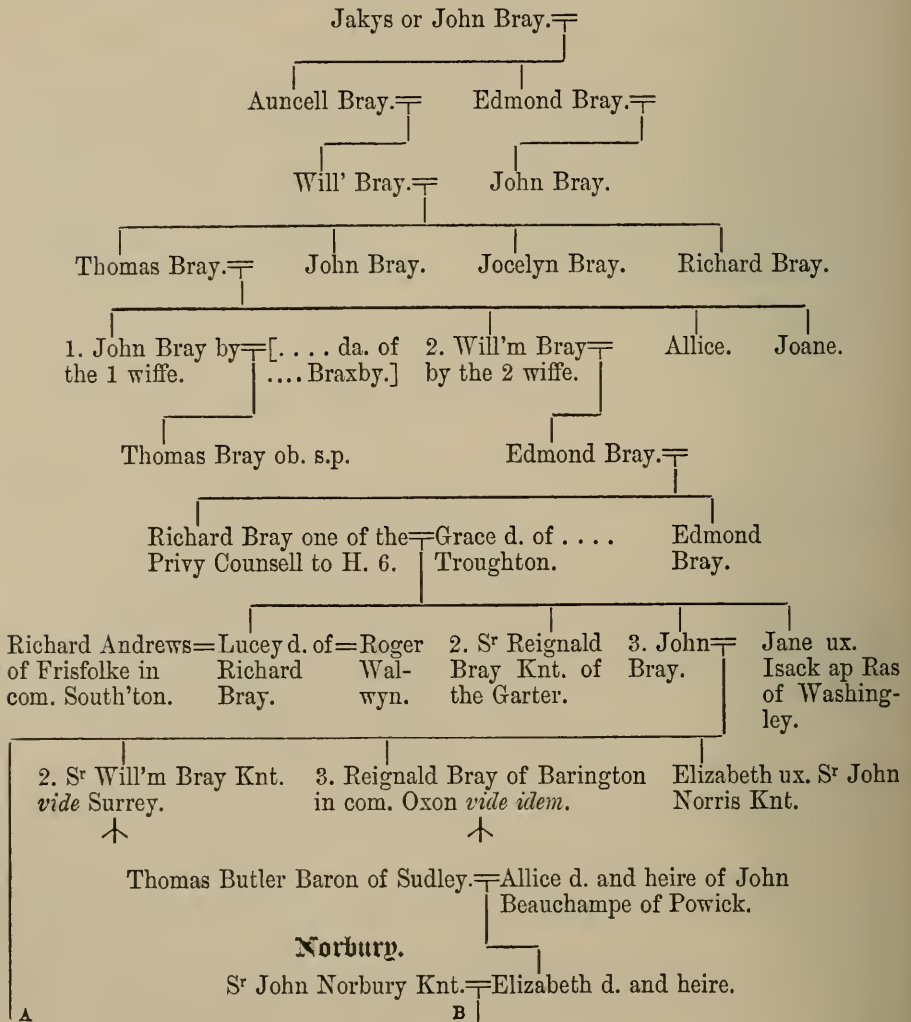 Jakys or John Bray.
Auncell Bray. Edmond Bray.
Will' Bray. John Bray.
Thomas Bray. John Bray. Jocelyn Bray. Richard Bray.
1. John Bray by [. . . . da. of 2. Will'm Bray Allice. Joane.
the 1 wiffe. . . . . Braxby.] by the 2 wiffe.
Thomas Bray ob. s.p. Edmond Bray.
Richard Bray one of the Grace d. of . . . . Edmond
Privy Counsell to H. 6. Troughton. Bray.
Richard Andrews=Lucey d. of=Roger 2. Sr Reignald 3. John Jane ux.
of Frisfolke in Richard Wal- Bray Knt. of Bray. Isack ap Ras
com. South'ton. Bray. wyn. the Garter. of Washing-
ley.
2. Sr Will'm Bray Knt. 3. Reignald Bray of Barington Elizabeth ux. Sr John
vide Surrey. in com. Oxon vide idem. Norris Knt.
Thomas Butler Baron of Sudley. Allice d. and heire of John
Beauchampe of Powick.
Norbury.
Sr John Norbury Knt. Elizabeth d. and heire.
A B